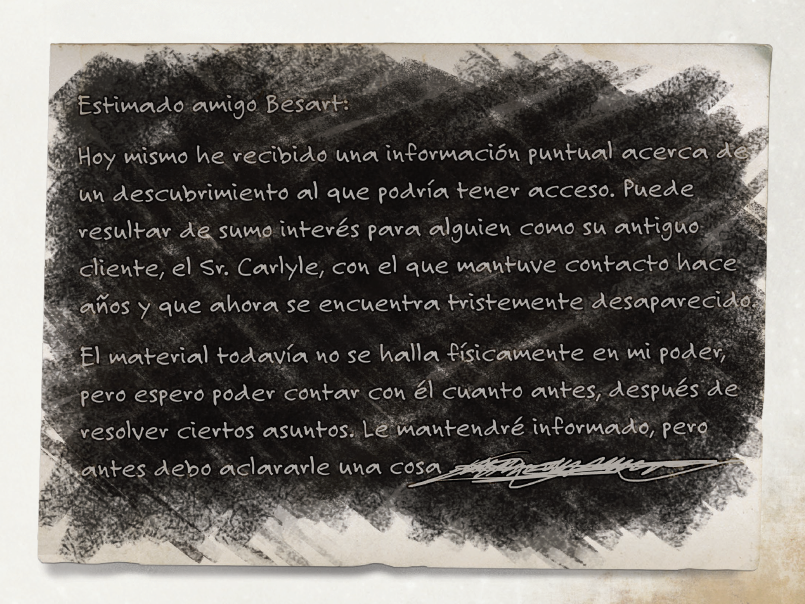 Estimado amigo Besart:
Hoy mismo he recibido una información puntual acerca de
un descubrimiento al que podría tener acceso. Puede
resultar de sumo interés para alguien como su antiguo
cliente, el Sr. Carlyle, con el que mantuve contacto hace
años y que ahora se encuentra tristemente desaparecido.
El material todavía no se halla físicamente en mi poder,
pero espero poder contar con él cuanto antes, después de
resolver ciertos asuntos. Le mantendré informado, pero
antes debo aclararle una cosa